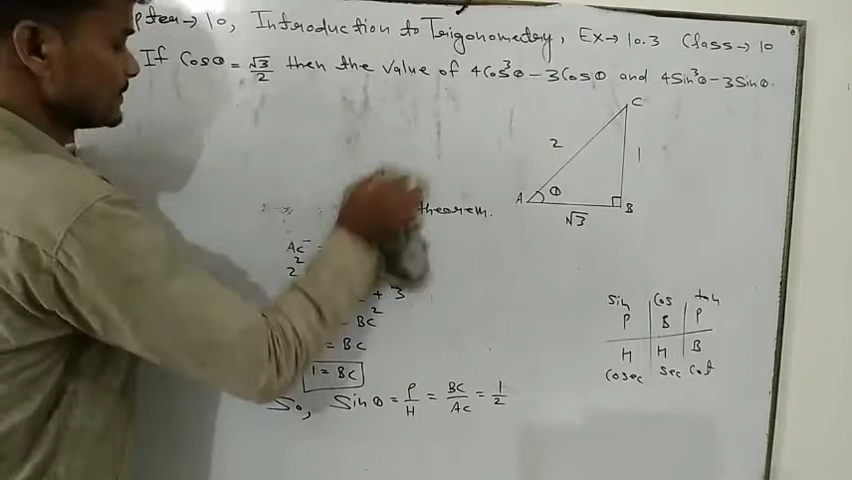 pter→ 10, Introduction to Trigonometry, Ex→ 10.3 Class→ 10
If Cosθ = √3/2 then the value of 4Cos³θ - 3Cosθ and 4Sin³θ - 3Sinθ.
C
2
1
A θ B
√3
theorem.
AC² =
2²
+ 3
- BC²
= BC
1 = BC
So, Sinθ = P/H = BC/AC = 1/2
sin Cos tan
P B P
H H B
Cosec Sec Cot